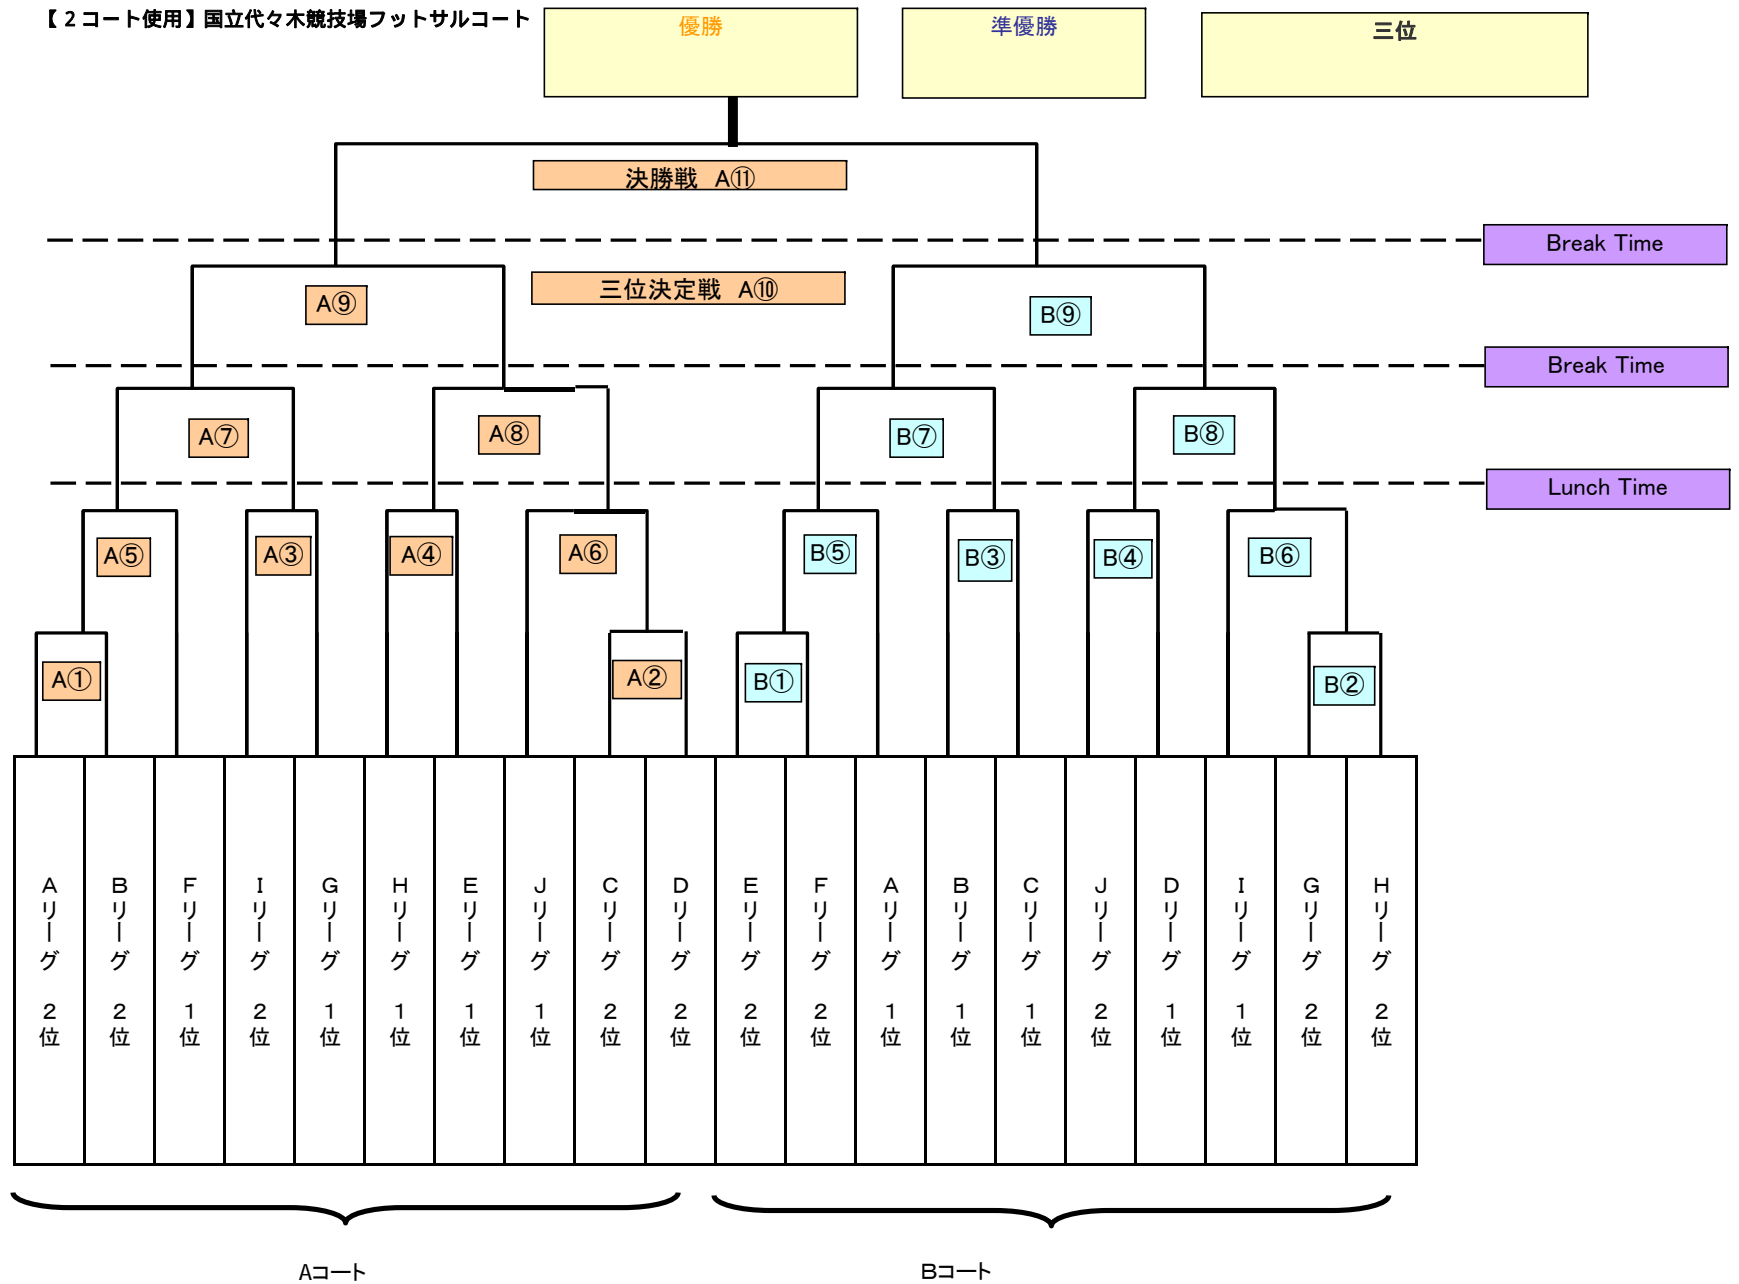 【２コート使用】国立代々木競技場フットサルコート
優勝
準優勝
三位
決勝戦　A⑪
Break Time
三位決定戦　A⑩
A⑨
B⑨
Break Time
A⑦
A⑧
B⑦
B⑧
Lunch Time
A⑤
A③
A④
A⑥
B⑤
B③
B④
B⑥
A①
A②
B①
B②
Aリーグ　2位
Bリーグ　2位
Fリーグ　1位
Iリーグ　2位
Gリーグ　1位
Hリーグ　1位
Eリーグ　1位
Jリーグ　1位
Cリーグ　2位
Dリーグ　2位
Eリーグ　2位
Fリーグ　2位
Aリーグ　1位
Bリーグ　1位
Cリーグ　1位
Jリーグ　2位
Dリーグ　1位
Iリーグ　1位
Gリーグ　2位
Hリーグ　2位
Aコート
Bコート